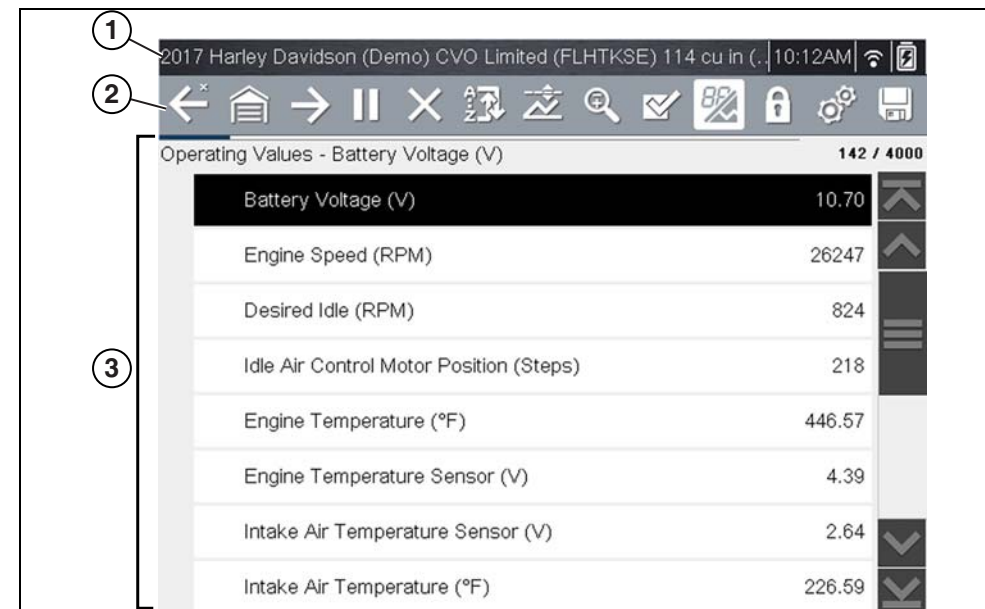 1
2017 Harley Davidson (Demo) CVO Limited (FLHTKSE) 114 cu in (.. 10:12AM
2
A
Z
Operating Values - Battery Voltage (V) 142 / 4000
Battery Voltage (V) 10.70
Engine Speed (RPM) 26247
Desired Idle (RPM) 824
3
Idle Air Control Motor Position (Steps) 218
Engine Temperature (°F) 446.57
Engine Temperature Sensor (V) 4.39
Intake Air Temperature Sensor (V) 2.64
Intake Air Temperature (°F) 226.59